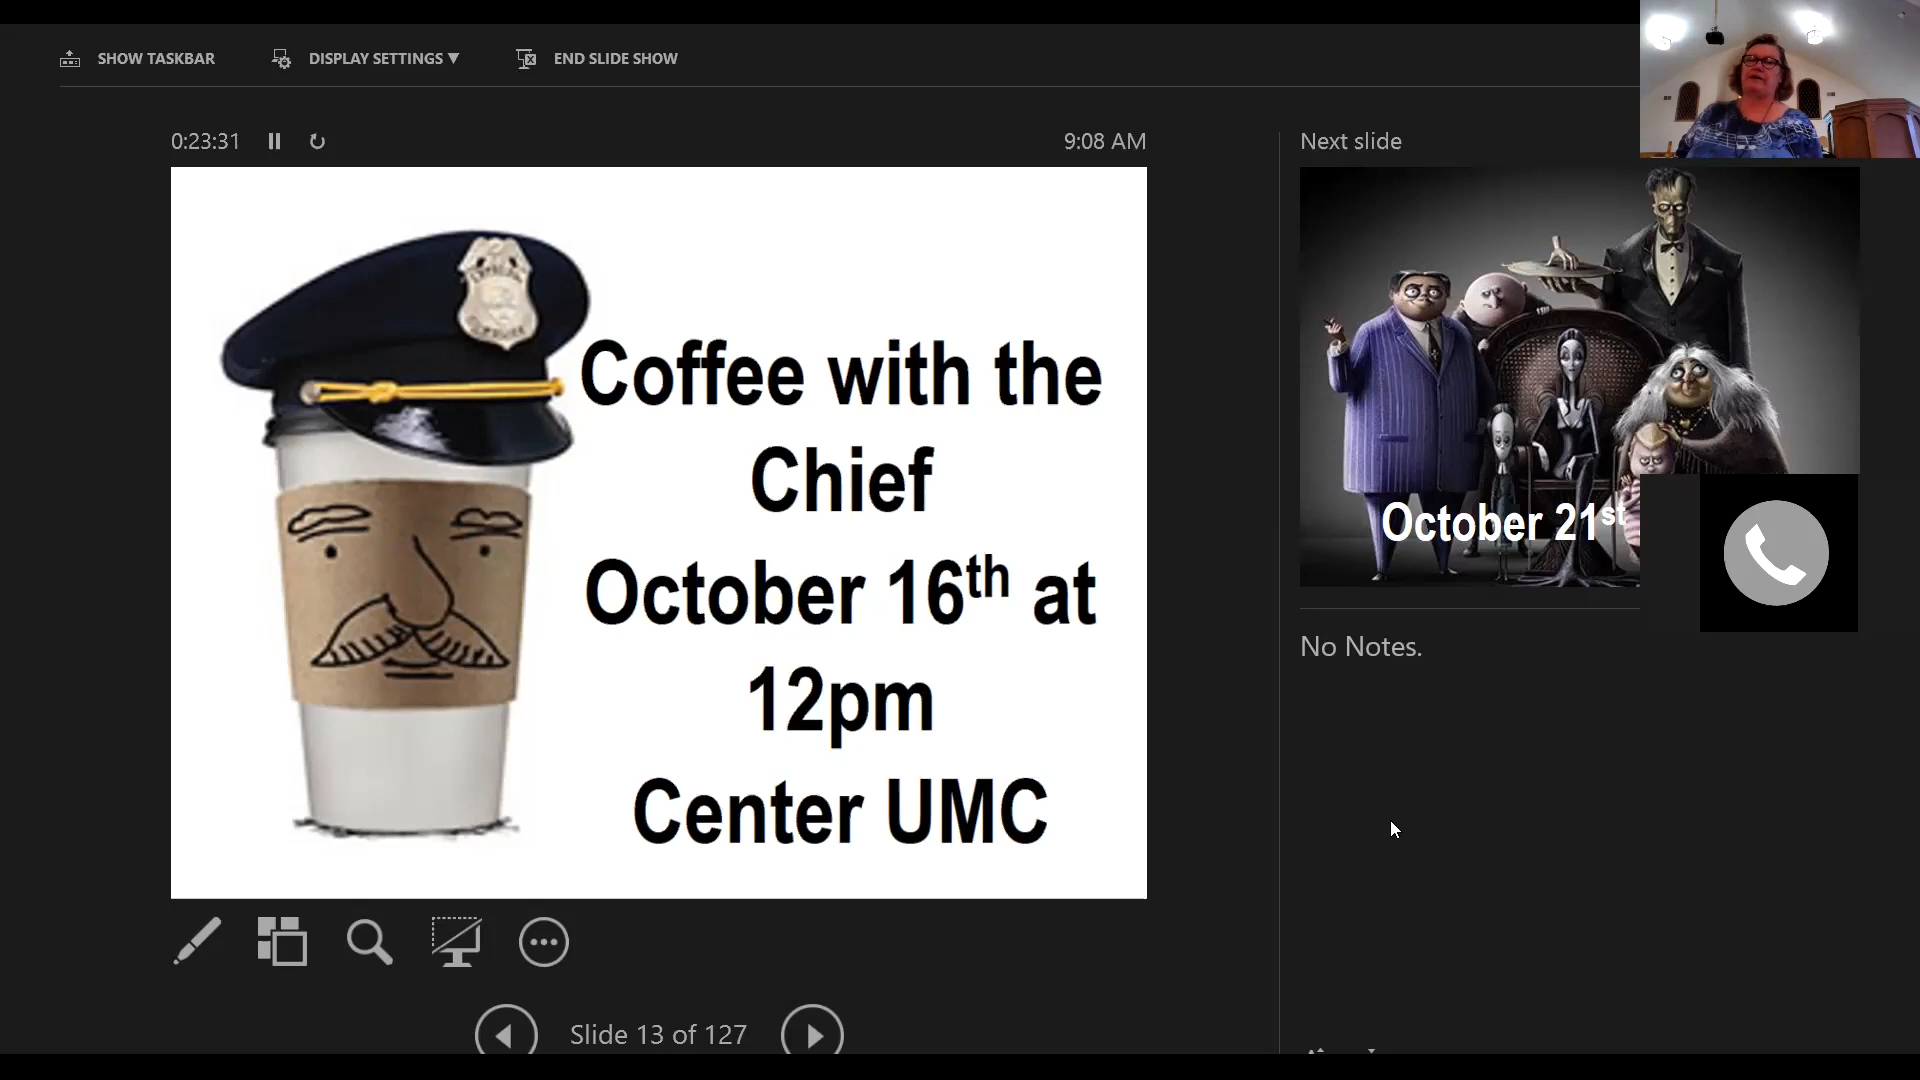 SHOW TASKBAR
DISPLAY SETTINGS ▼
END SLIDE SHOW
0:23:31
9:08 AM
Next slide
Coffee with the
Chief
October 16th at
12pm
Center UMC
October 21st
No Notes.
Slide 13 of 127